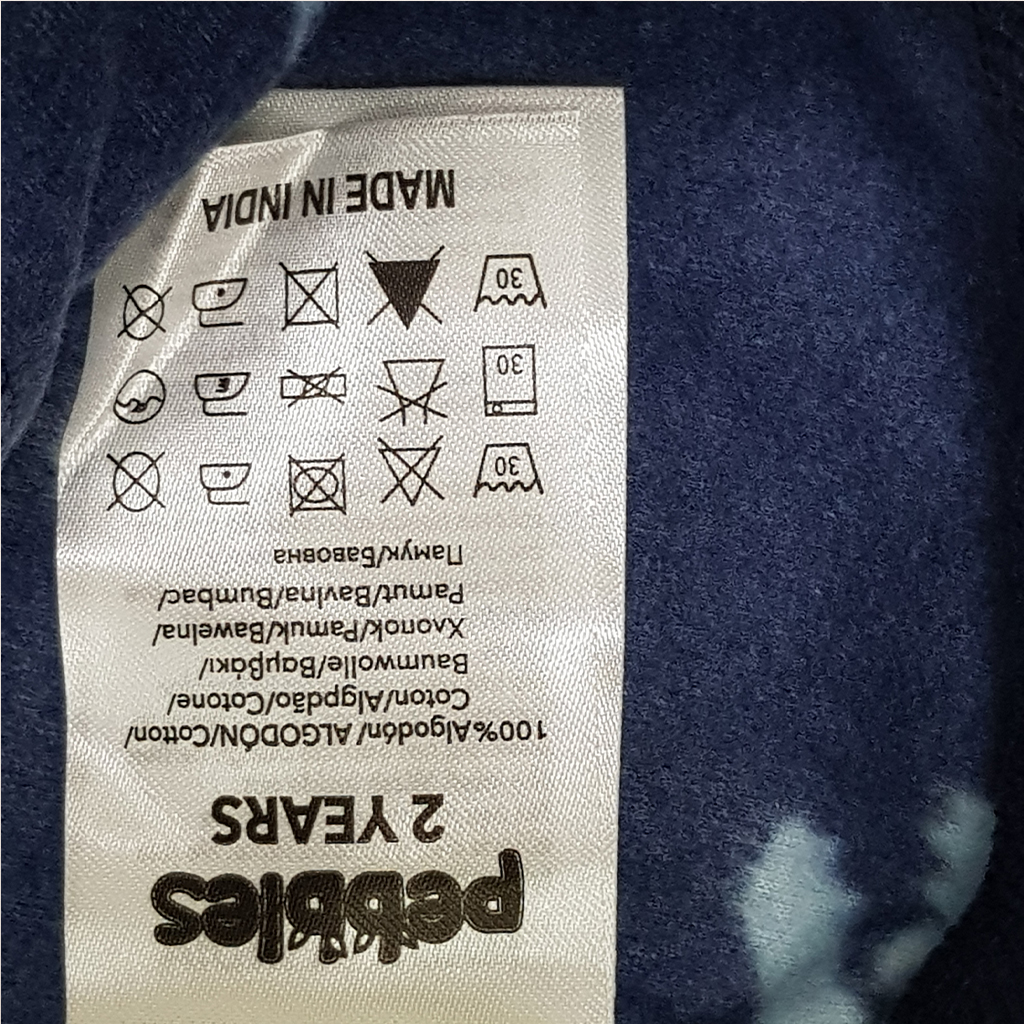 pebbles
2 YEARS
100%Algodón/ ALGODÓN/Cotton/
Coton/Algpdão/Cotone/
Baumwolle/Βαμβάκι/
Хлопок/Pamuk/Bawełna/
Pamut/Bavlna/Bumbac/
Памук/Бавовна
30
30
30
MADE IN INDIA